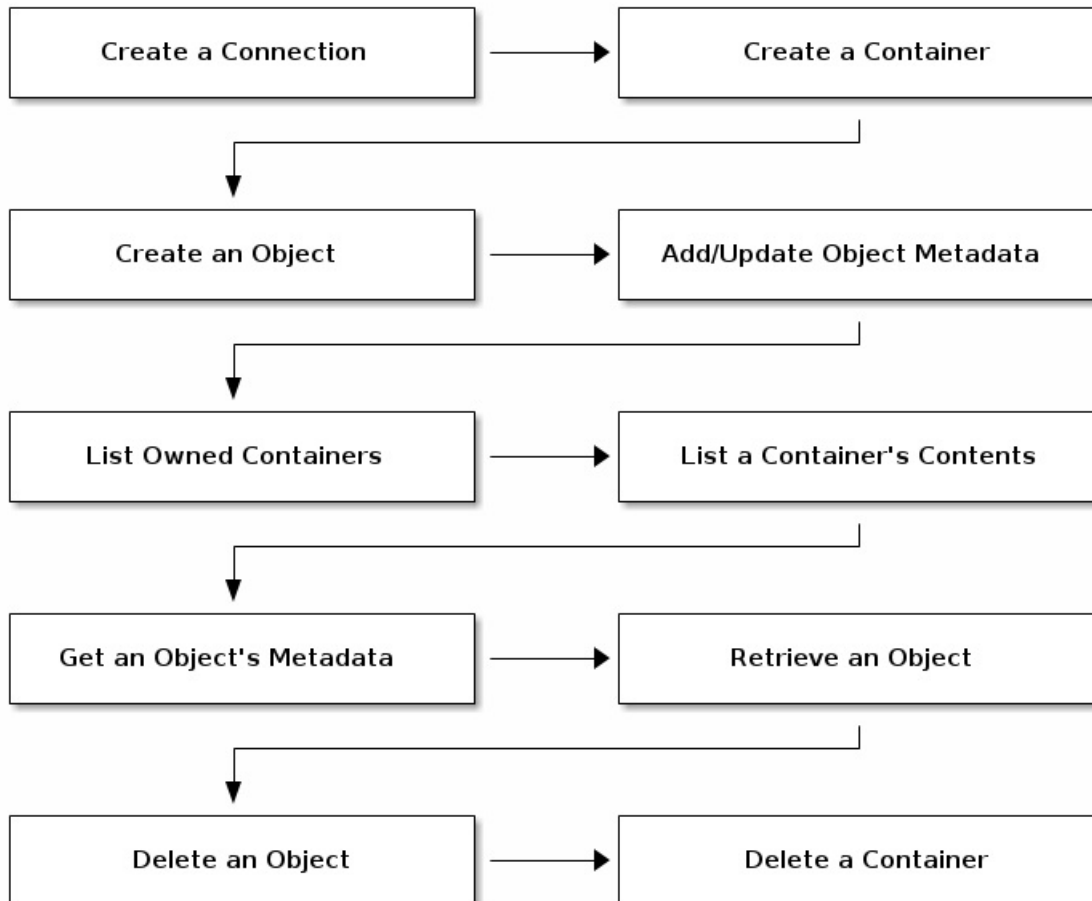 Create a Connection
Create a Container
Create an Object
Add/Update Object Metadata
List Owned Containers
List a Container's Contents
Get an Object's Metadata
Retrieve an Object
Delete an Object
Delete a Container